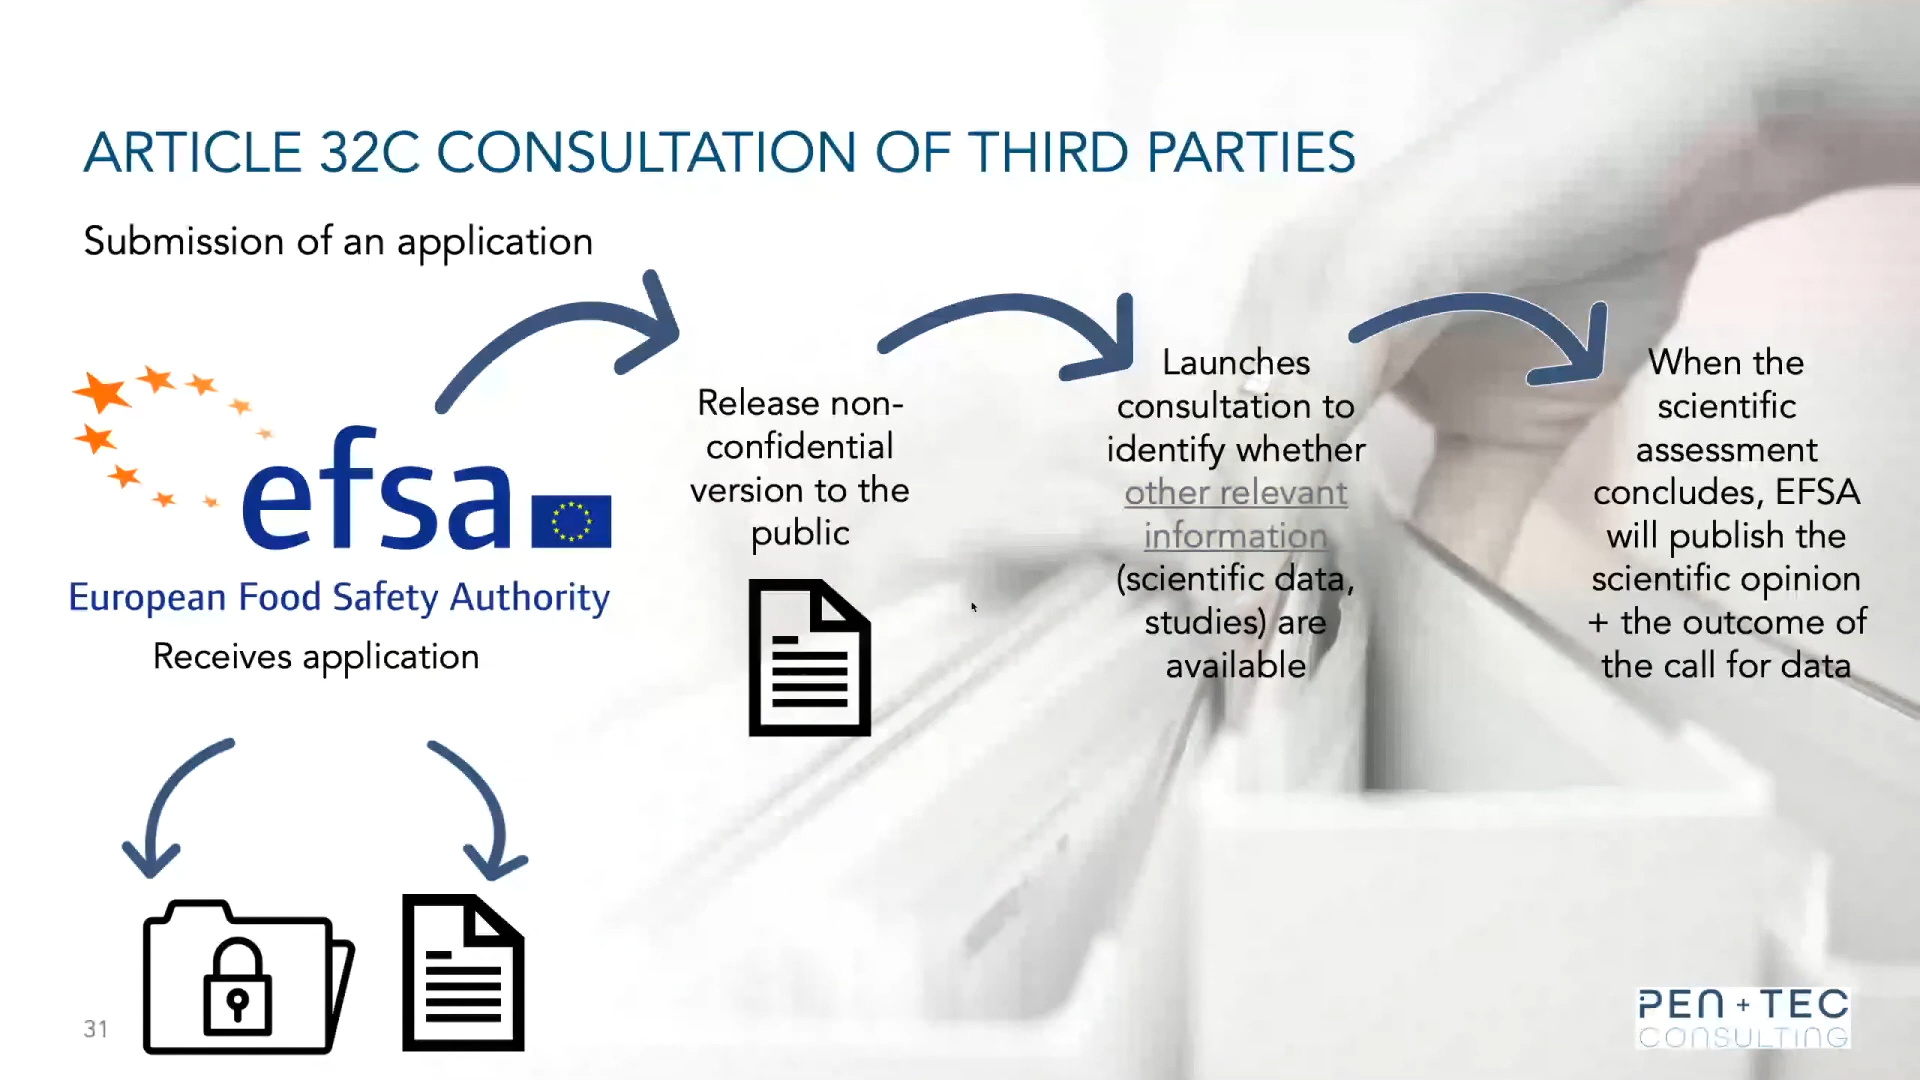 ARTICLE 32C CONSULTATION OF THIRD PARTIES
Submission of an application
efsa
European Food Safety Authority
Receives application
Release non-
confidential
version to the
public
Launches
consultation to
identify whether
other relevant
information
(scientific data,
studies) are
available
When the
scientific
assessment
concludes, EFSA
will publish the
scientific opinion
+ the outcome of
the call for data
31
PEN + TEC
CONSULTING